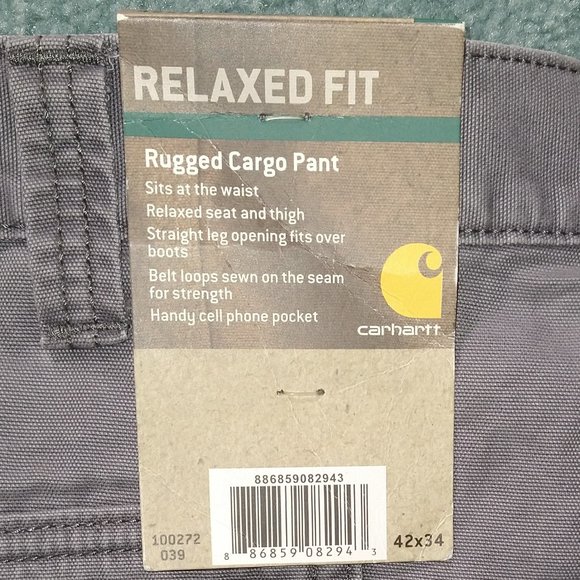 RELAXED FIT
Rugged Cargo Pant
Sits at the waist
Relaxed seat and thigh
Straight leg opening fits over
boots
Belt loops sewn on the seam
for strength
Handy cell phone pocket
carhartt
886859082943
100272
039
8 86859 08294 3
42x34